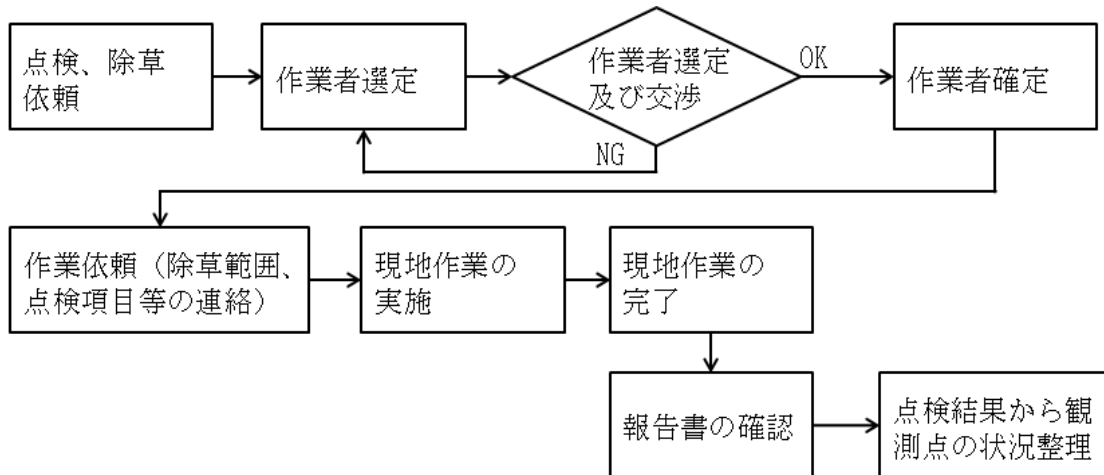 点検、除草
依頼
作業者選定
作業者選定
及び交渉
OK
NG
作業者確定
作業依頼（除草範囲、
点検項目等の連絡）
現地作業の
実施
現地作業の
完了
報告書の確認
点検結果から観
測点の状況整理